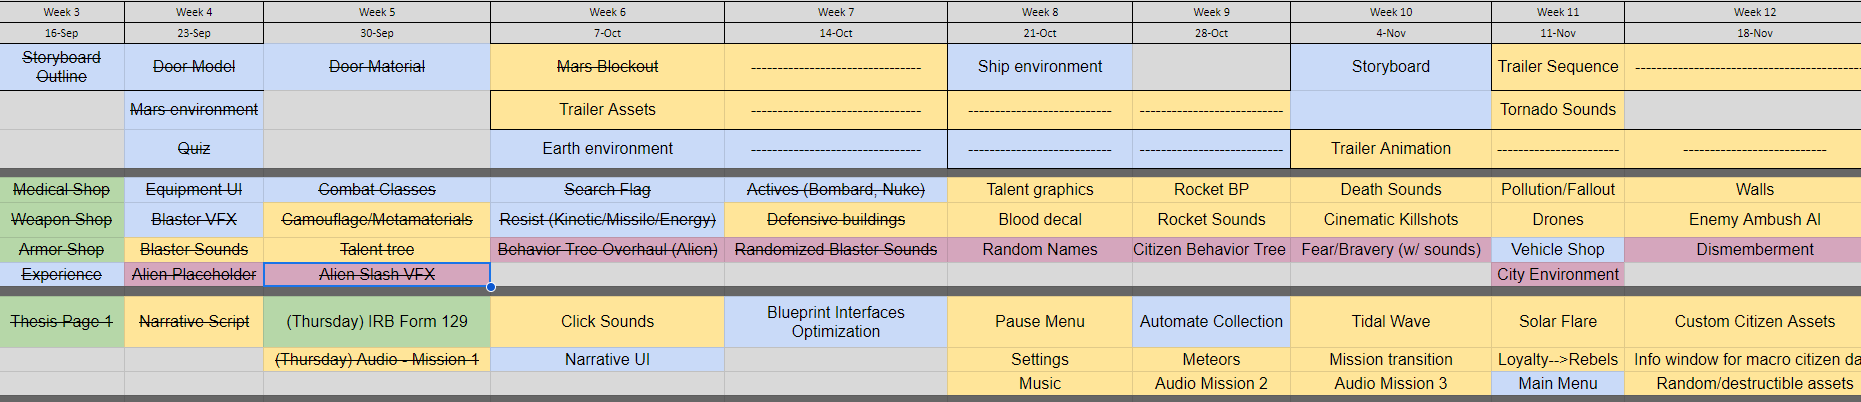 Week 3 Week 4 Week 5 Week 6 Week 7 Week 8 Week 9 Week 10 Week 11 Week 12
16-Sep 23-Sep 30-Sep 7-Oct 14-Oct 21-Oct 28-Oct 4-Nov 11-Nov 18-Nov
Storyboard Outline Door Model Door Material Mars Blockout ------------------------------- Ship environment Storyboard Trailer Sequence -----------------------------------------
Mars environment Trailer Assets ------------------------------- -------------------------- -------------------------- Tornado Sounds
Quiz Earth environment ------------------------------- -------------------------- -------------------------- Trailer Animation ---------------------- --------------------------
Medical Shop Equipment UI Combat Classes Search Flag Actives (Bombard, Nuke) Talent graphics Rocket BP Death Sounds Pollution/Fallout Walls
Weapon Shop Blaster VFX Camouflage/Metamaterials Resist (Kinetic/Missile/Energy) Defensive buildings Blood decal Rocket Sounds Cinematic Killshots Drones Enemy Ambush AI
Armor Shop Blaster Sounds Talent tree Behavior Tree Overhaul (Alien) Randomized Blaster Sounds Random Names Citizen Behavior Tree Fear/Bravery (w/ sounds) Vehicle Shop Dismemberment
Experience Alien Placeholder Alien Slash VFX City Environment
Thesis Page 1 Narrative Script (Thursday) IRB Form 129 Click Sounds Blueprint Interfaces Optimization Pause Menu Automate Collection Tidal Wave Solar Flare Custom Citizen Assets
(Thursday) Audio - Mission 1 Narrative UI Settings Meteors Mission transition Loyalty-->Rebels Info window for macro citizen da
Music Audio Mission 2 Audio Mission 3 Main Menu Random/destructible assets